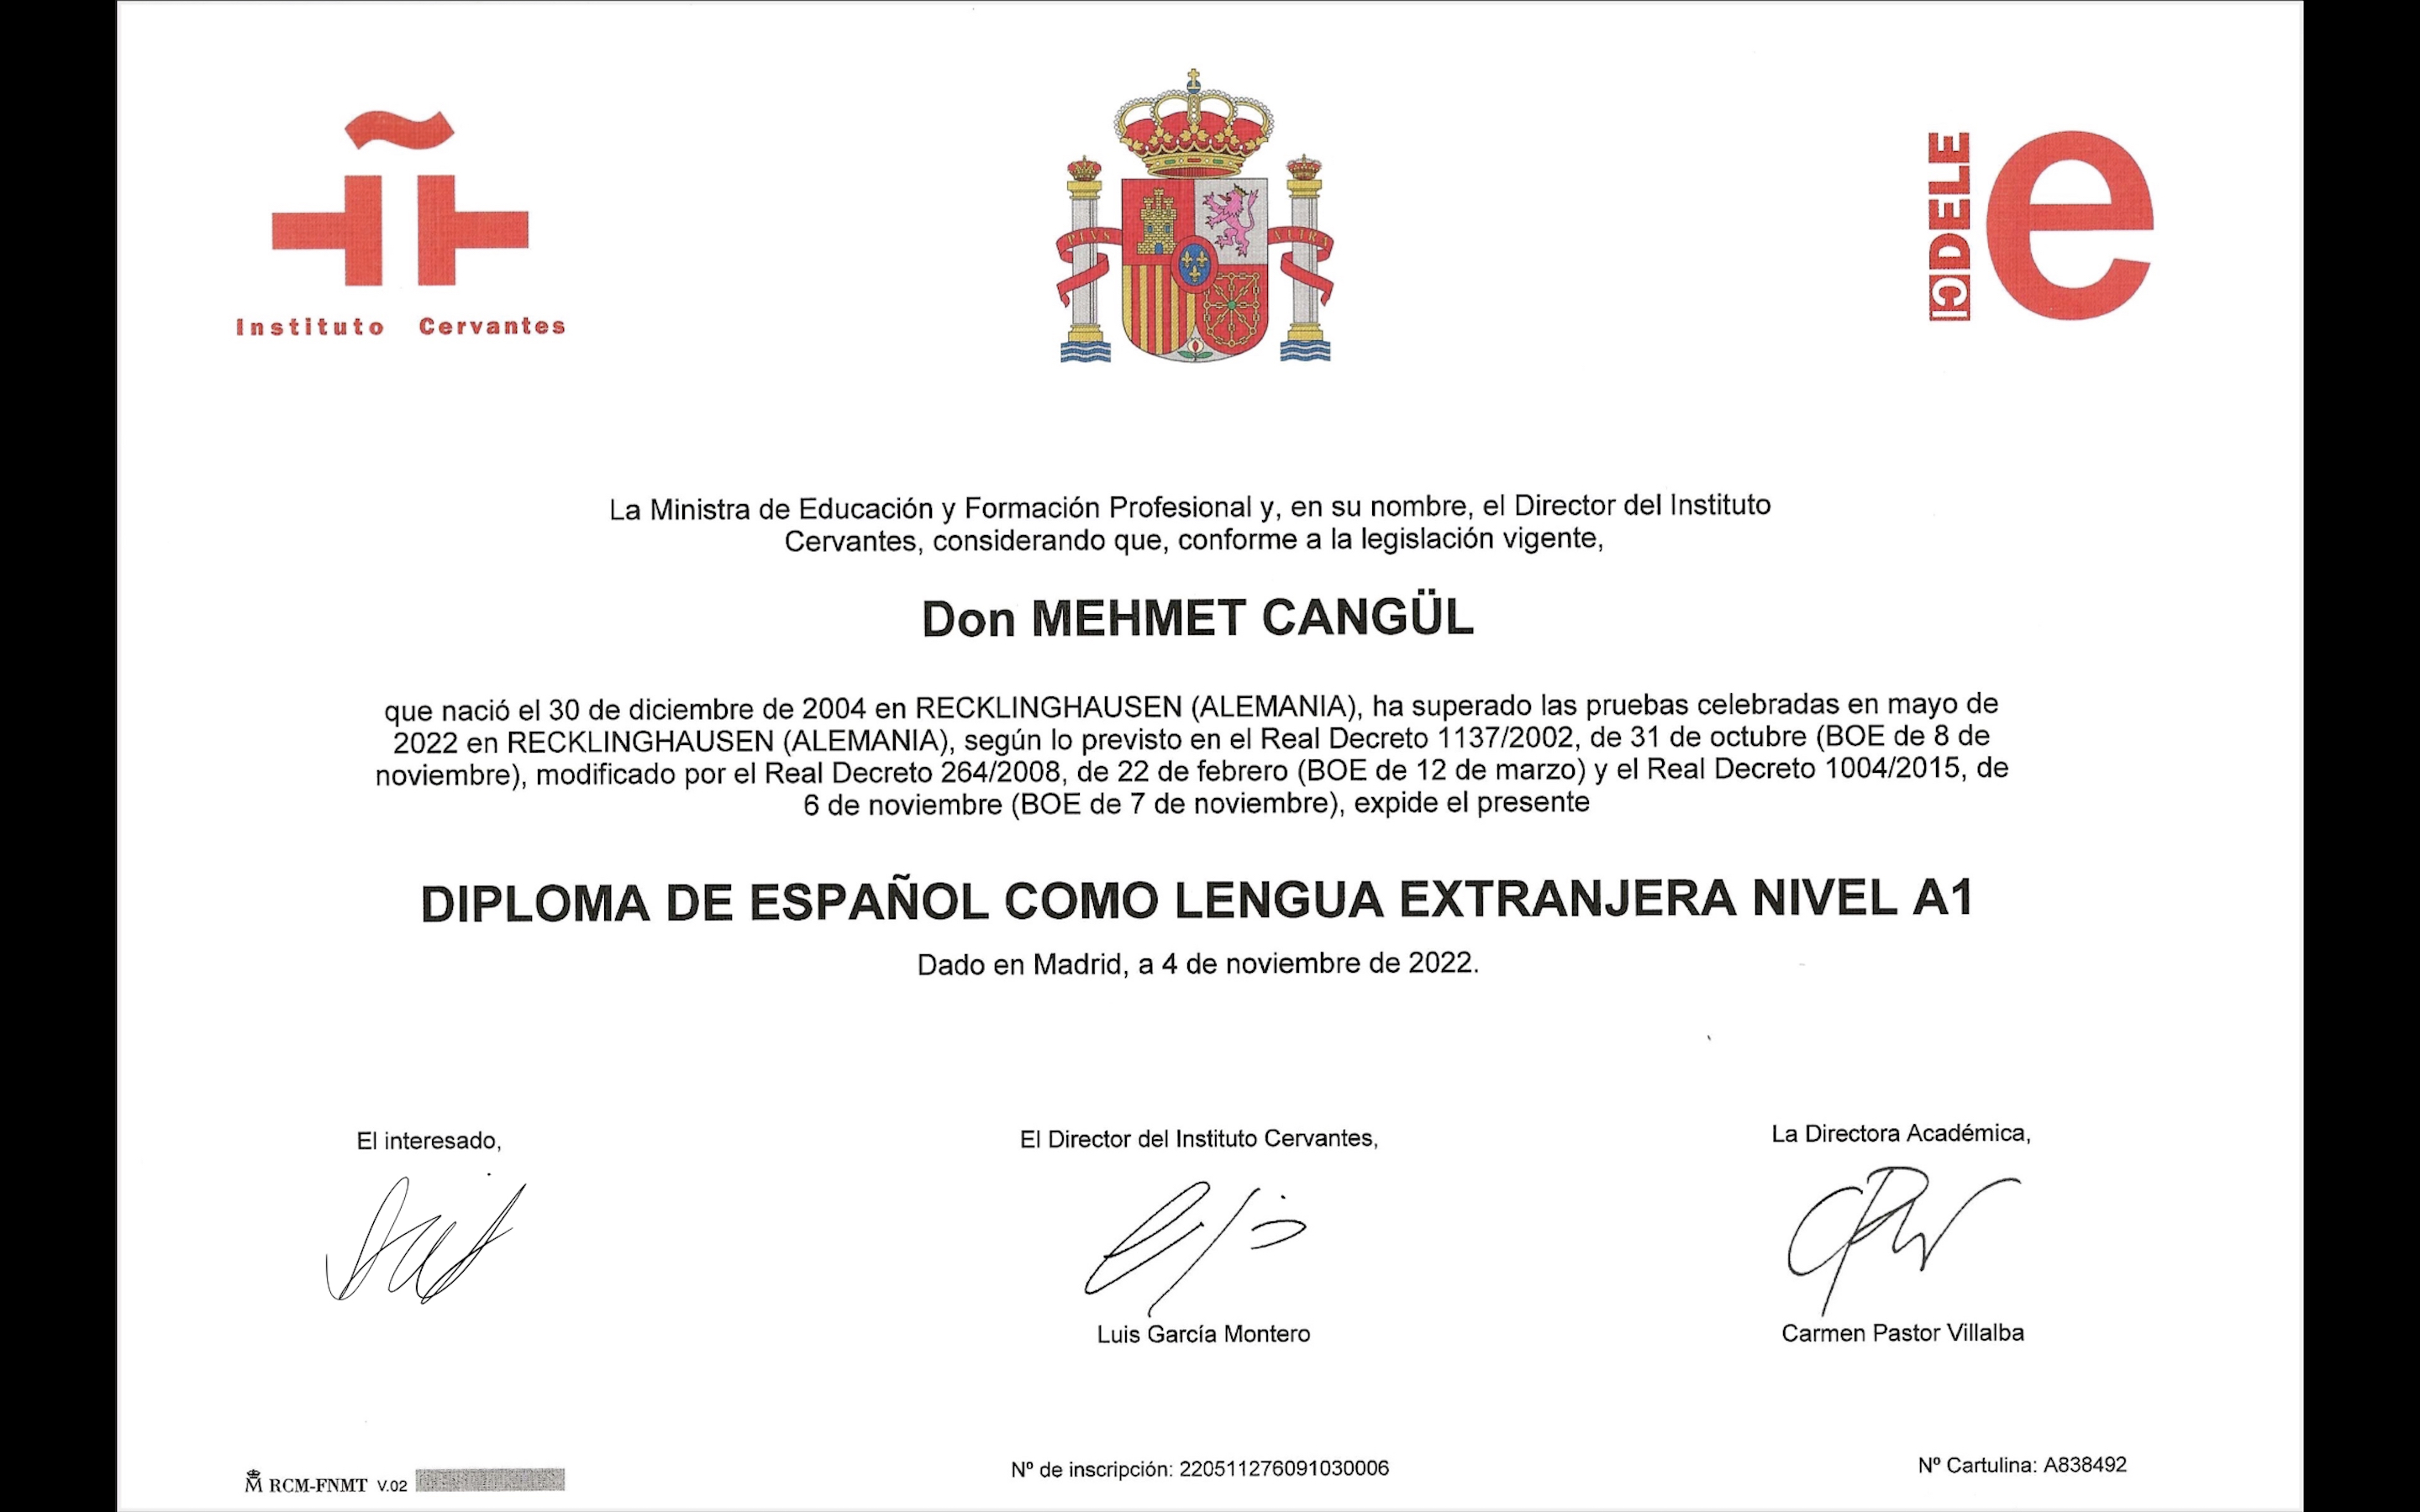 Instituto Cervantes
PLVS VLTRA
DELE
e
La Ministra de Educación y Formación Profesional y, en su nombre, el Director del Instituto
Cervantes, considerando que, conforme a la legislación vigente,
Don MEHMET CANGÜL
que nació el 30 de diciembre de 2004 en RECKLINGHAUSEN (ALEMANIA), ha superado las pruebas celebradas en mayo de
2022 en RECKLINGHAUSEN (ALEMANIA), según lo previsto en el Real Decreto 1137/2002, de 31 de octubre (BOE de 8 de
noviembre), modificado por el Real Decreto 264/2008, de 22 de febrero (BOE de 12 de marzo) y el Real Decreto 1004/2015, de
6 de noviembre (BOE de 7 de noviembre), expide el presente
DIPLOMA DE ESPAÑOL COMO LENGUA EXTRANJERA NIVEL A1
Dado en Madrid, a 4 de noviembre de 2022.
El interesado,
El Director del Instituto Cervantes,
La Directora Académica,
Luis García Montero
Carmen Pastor Villalba
RCM-FNMT V.02
Nº de inscripción: 220511276091030006
Nº Cartulina: A838492